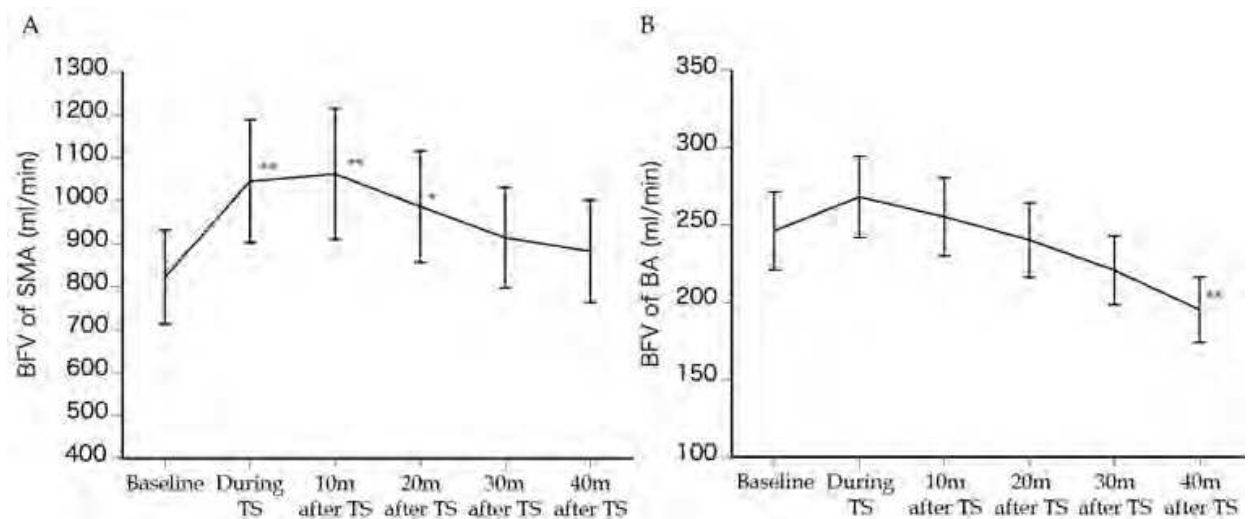 A
BFV of SMA (ml/min)
1300
1200
1100
1000
900
800
700
600
500
400
**
**
*
Baseline
During TS
10m after TS
20m after TS
30m after TS
40m after TS
B
BFV of BA (ml/min)
350
300
250
200
150
100
**
Baseline
During TS
10m after TS
20m after TS
30m after TS
40m after TS